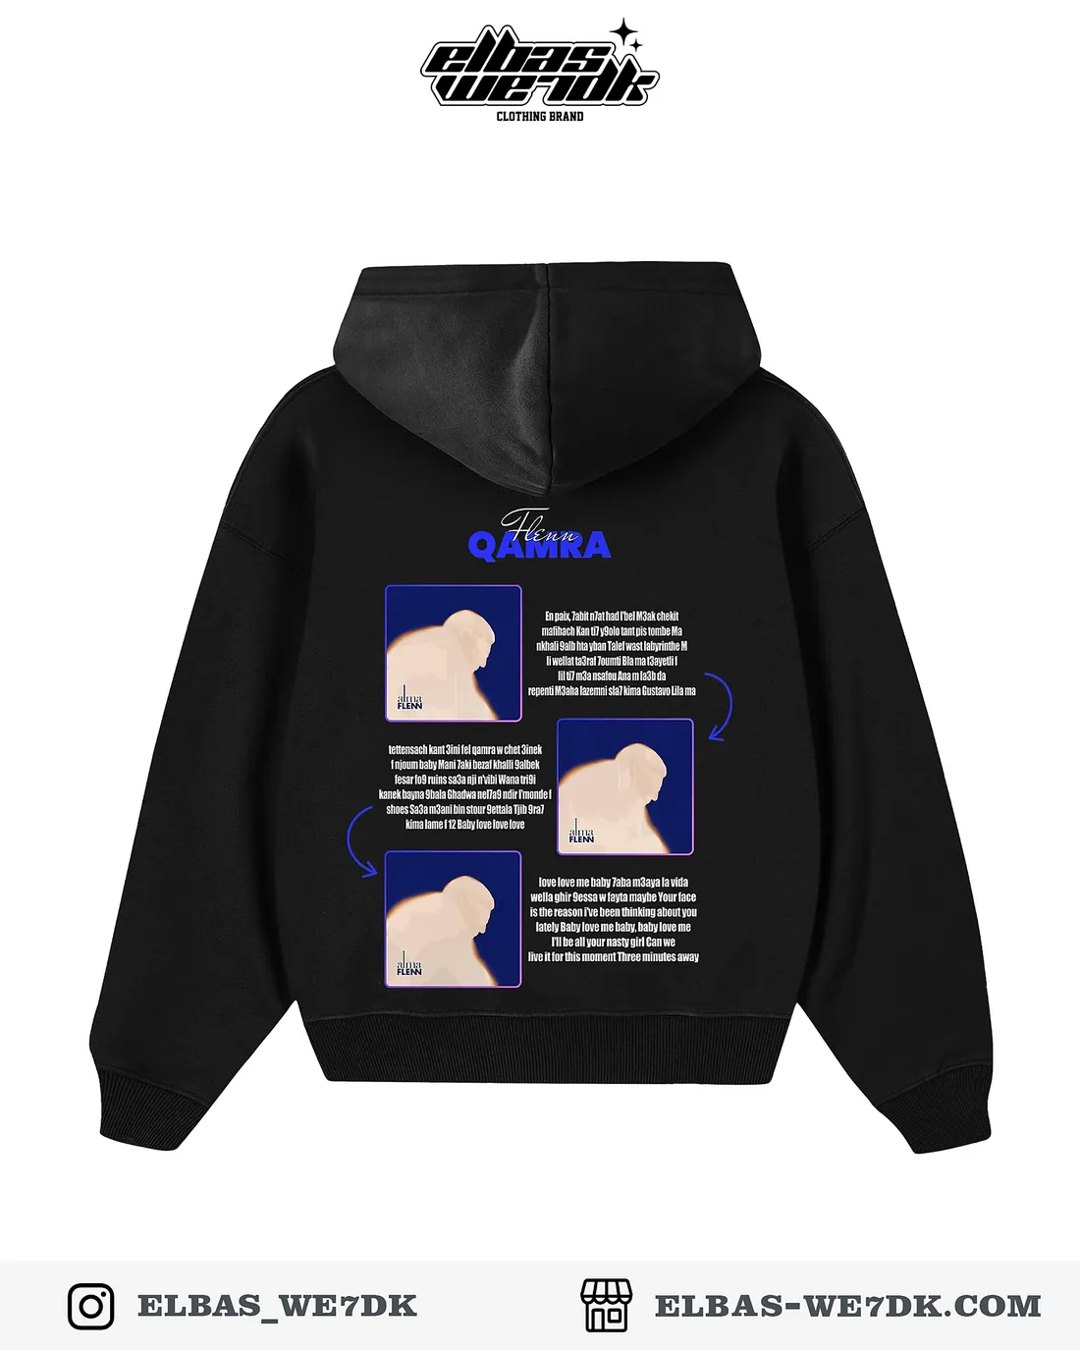 elbas
we7dk
CLOTHING BRAND
Flenn
QAMRA
alma
FLENN
En paix, 7abit n7at had l'bel M3ak chekit
mafihach Kan ti7 y9olo tant pis tombe Ma
nkhali 9alb hta yban Talef wast labyrinthe M
li wellat ta3raf 7oumti Bla ma t3ayetli f
lil ti7 m3a nsafou Ana m la3b da
repenti M3aha lazemni sla7 kima Gustavo Lila ma
tettensach kant 3ini fel qamra w chet 3inek
f njoum baby Mani 7aki bezaf khalli 9albek
fesar fo9 ruins sa3a nji n'vibi Wana tri9i
kanek bayna 9bala Ghadwa nel7a9 ndir l'monde f
shoes Sa3a m3ani bin stour 9ettala Tjib 9ra7
kima lame f 12 Baby love love love
alma
FLENN
alma
FLENN
love love me baby 7aba m3aya la vida
wella ghir 9essa w fayta maybe Your face
is the reason i've been thinking about you
lately Baby love me baby, baby love me
I'll be all your nasty girl Can we
live it for this moment Three minutes away
ELBAS_WE7DK
ELBAS-WE7DK.COM